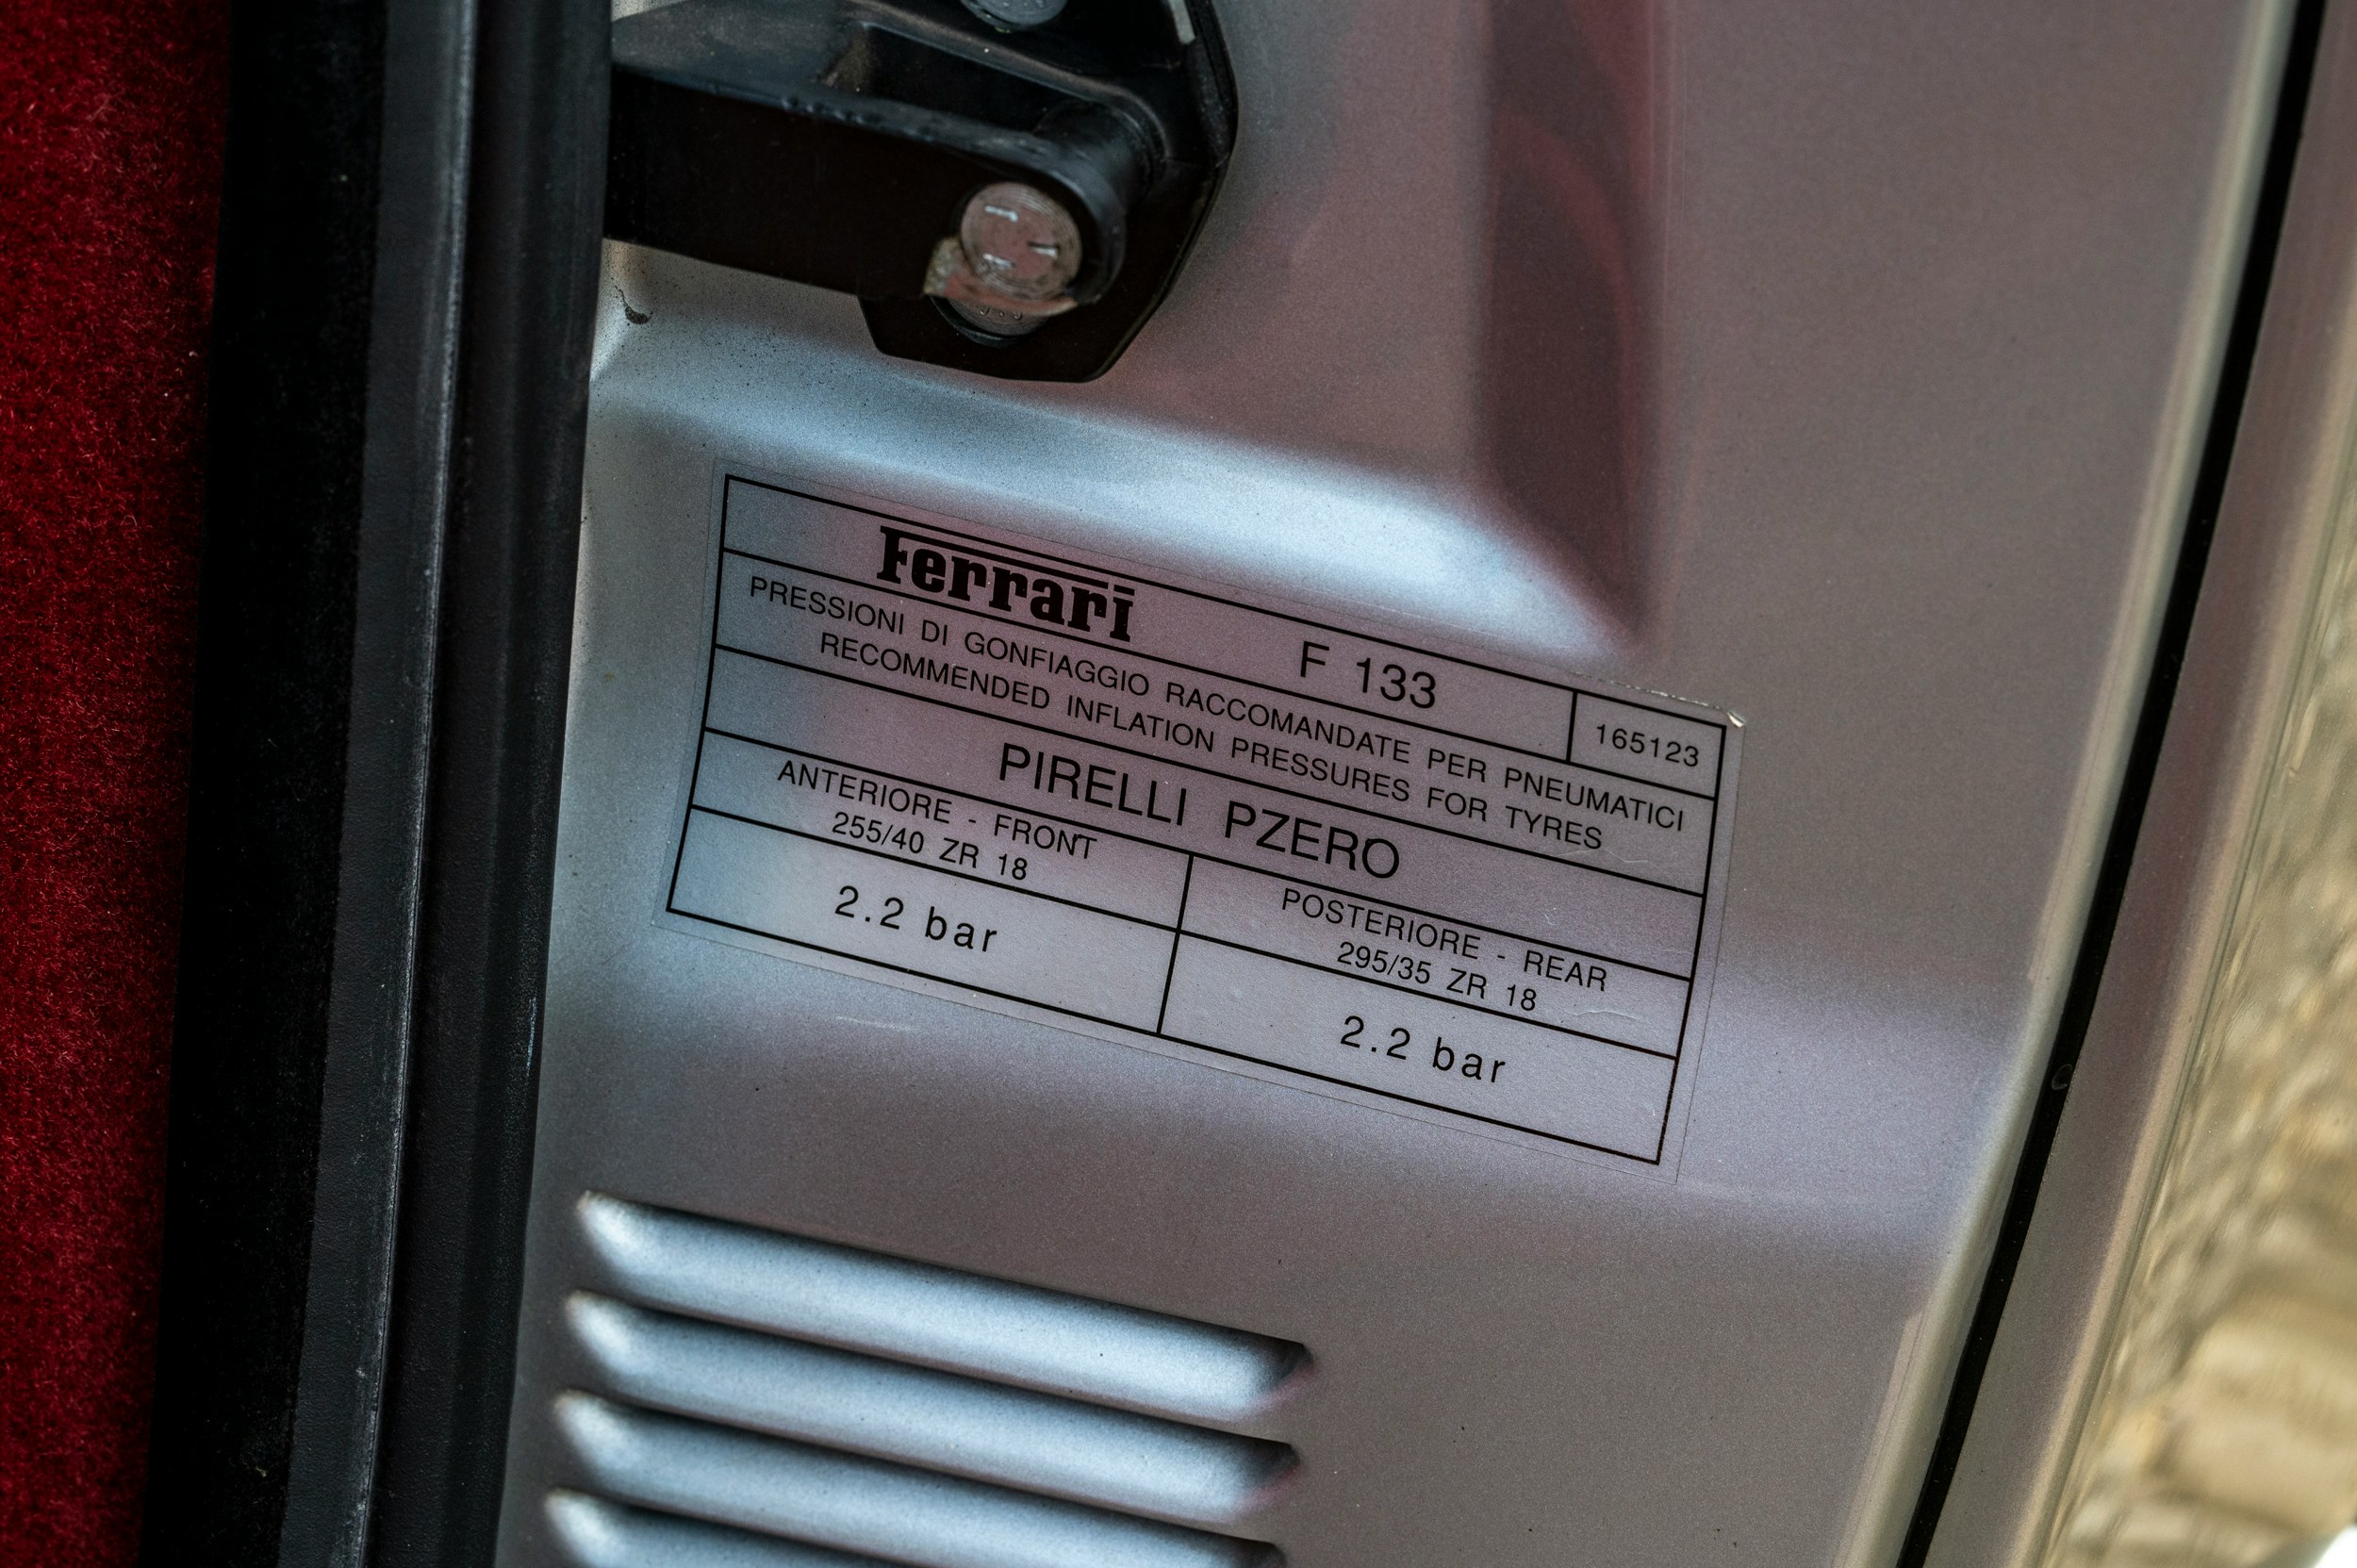 Ferrari F 133 165123
PRESSIONI DI GONFIAGGIO RACCOMANDATE PER PNEUMATICI
RECOMMENDED INFLATION PRESSURES FOR TYRES
PIRELLI PZERO
ANTERIORE - FRONT
255/40 ZR 18
POSTERIORE - REAR
295/35 ZR 18
2.2 bar
2.2 bar